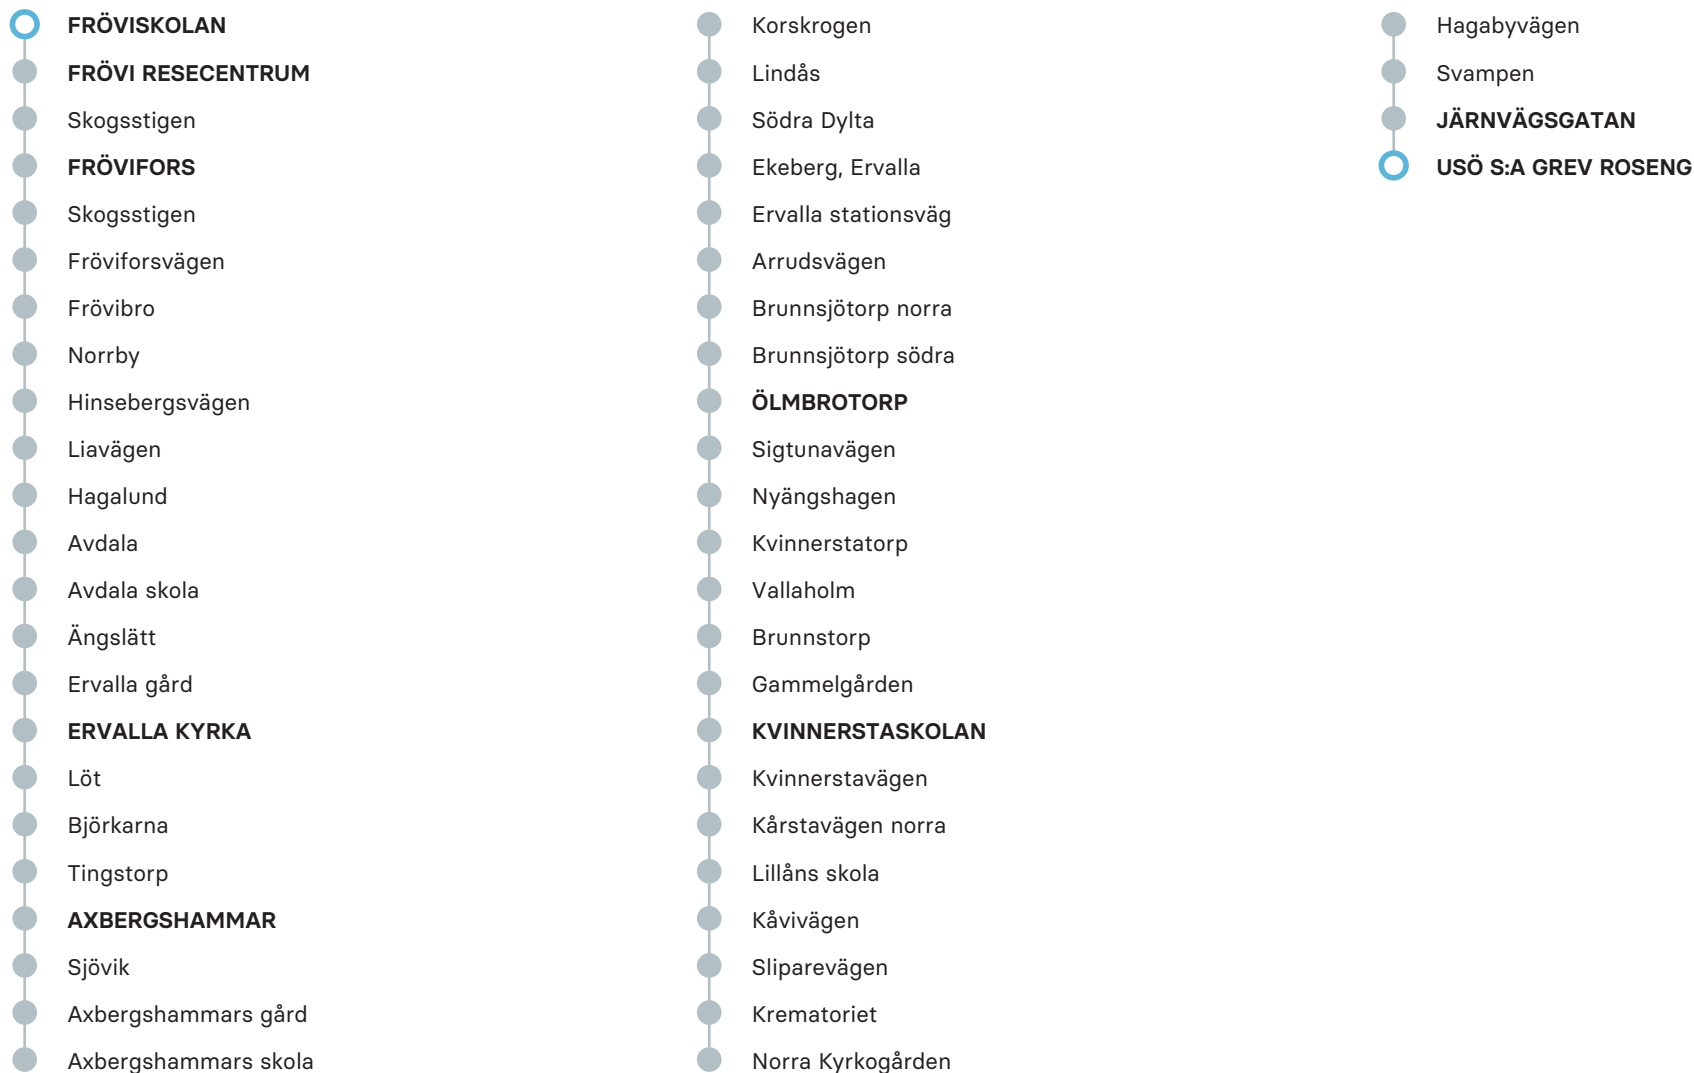 FRÖVISKOLAN
FRÖVI RESECENTRUM
Skogsstigen
FRÖVIFORS
Skogsstigen
Fröviforsvägen
Frövibro
Norrby
Hinsebergsvägen
Liavägen
Hagalund
Avdala
Avdala skola
Ängslätt
Ervalla gård
ERVALLA KYRKA
Löt
Björkarna
Tingstorp
AXBERGSHAMMAR
Sjövik
Axbergshammars gård
Axbergshammars skola
Korskrogen
Lindås
Södra Dylta
Ekeberg, Ervalla
Ervalla stationsväg
Arrudsvägen
Brunnsjötorp norra
Brunnsjötorp södra
ÖLMBROTORP
Sigtunavägen
Nyängshagen
Kvinnerstatorp
Vallaholm
Brunnstorp
Gammelgården
KVINNERSTASKOLAN
Kvinnerstavägen
Kårstavägen norra
Lillåns skola
Kåvivägen
Sliparevägen
Krematoriet
Norra Kyrkogården
Hagabyvägen
Svampen
JÄRNVÄGSGATAN
USÖ S:A GREV ROSENG